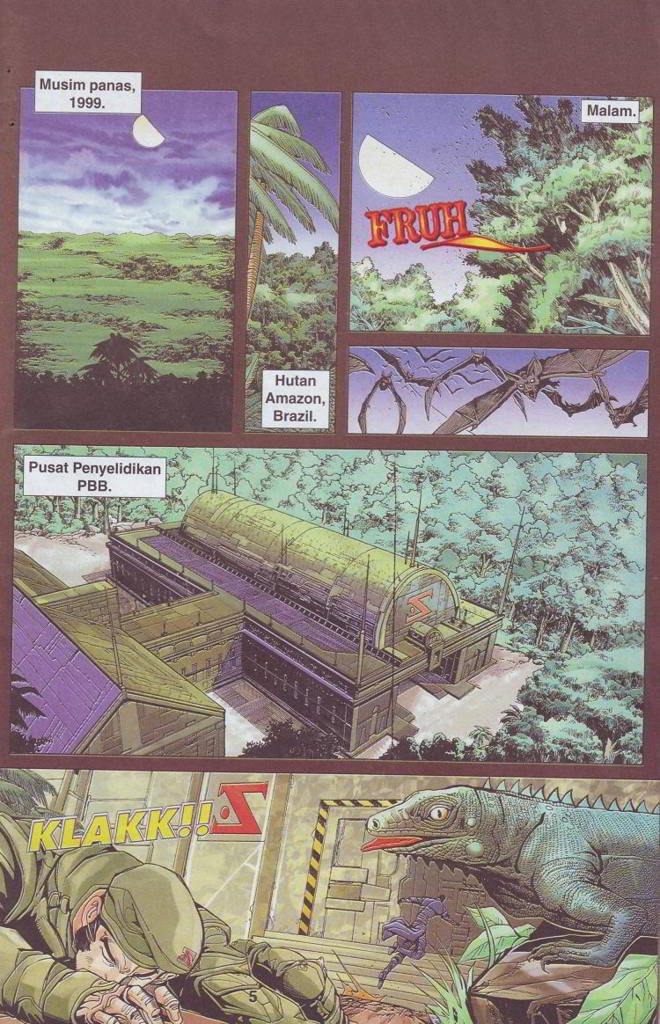 Musim panas,
1999.
Hutan
Amazon,
Brazil.
Malam.
FRUH
Pusat Penyelidikan
PBB.
Z
KLAKK!!
Z
5